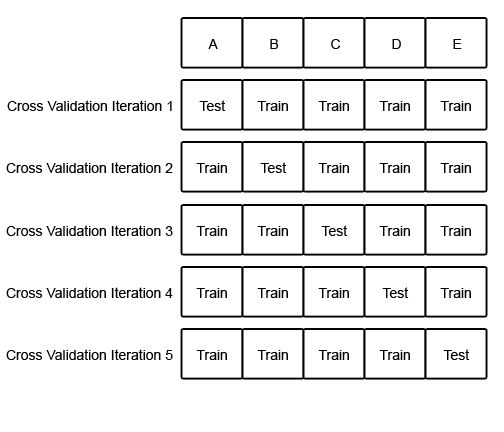 A B C D E
Cross Validation Iteration 1 Test Train Train Train Train
Cross Validation Iteration 2 Train Test Train Train Train
Cross Validation Iteration 3 Train Train Test Train Train
Cross Validation Iteration 4 Train Train Train Test Train
Cross Validation Iteration 5 Train Train Train Train Test